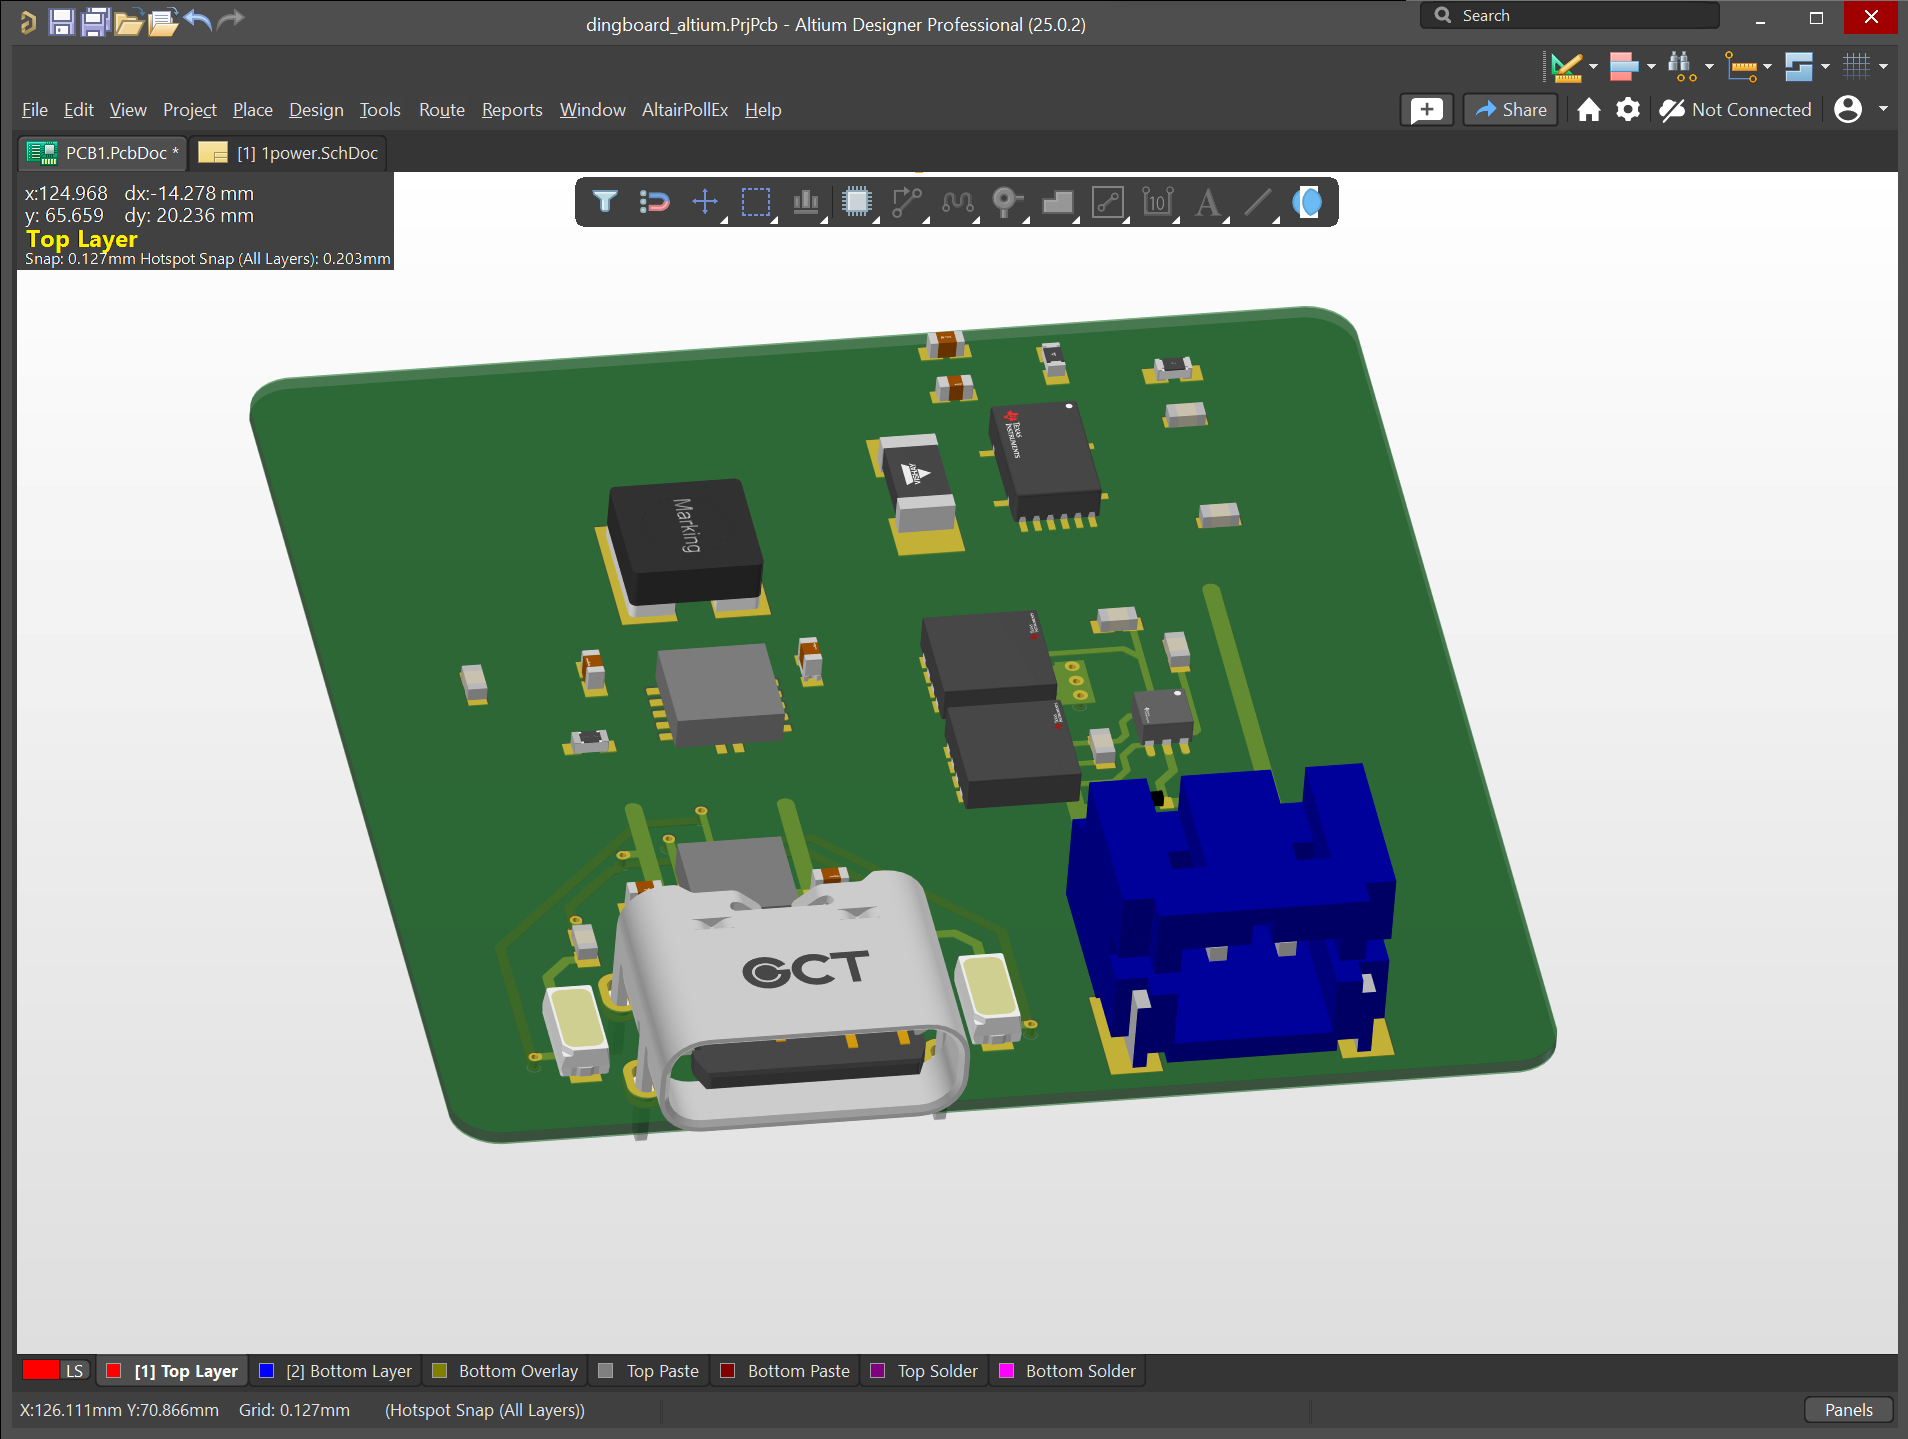 dingboard_altium.PrjPcb - Altium Designer Professional (25.0.2)
Search
File Edit View Project Place Design Tools Route Reports Window AltairPollEx Help
Share
Not Connected
PCB1.PcbDoc *
[1] 1power.SchDoc
x:124.968 dx:-14.278 mm
y: 65.659 dy: 20.236 mm
Top Layer
Snap: 0.127mm Hotspot Snap (All Layers): 0.203mm
10
A
TEXAS
INSTRUMENTS
VISHAY
Marking
GCT
LS
[1] Top Layer
[2] Bottom Layer
Bottom Overlay
Top Paste
Bottom Paste
Top Solder
Bottom Solder
X:126.111mm Y:70.866mm Grid: 0.127mm (Hotspot Snap (All Layers))
Panels